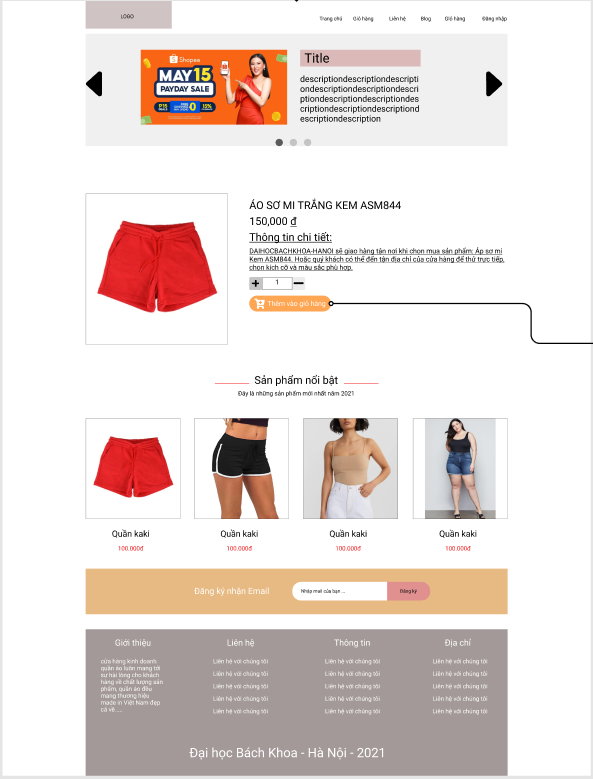 LOGO
Trang chủ Giỏ hàng Liên hệ Blog Giỏ hàng Đăng nhập
Shopee
MAY 15
PAYDAY SALE
Title
descriptiondescriptiondescripti
ondescriptiondescriptiondescri
ptiondescriptiondescriptiondes
criptiondescriptiondescriptiond
escriptiondescription
ÁO SƠ MI TRẮNG KEM ASM844
150,000 đ
Thông tin chi tiết:
DAIHOCBACHKHOA-HANOI sẽ giao hàng tận nơi khi chọn mua sản phẩm: Áp sơ mi
Kem ASM844. Hoặc quý khách có thể đến tận địa chỉ của cửa hàng để thử trực tiếp,
chọn kích cỡ và màu sắc phù hợp.
1
Thêm vào giỏ hàng
Sản phẩm nổi bật
Đây là những sản phẩm mới nhất năm 2021
Quần kaki Quần kaki Quần kaki Quần kaki
100.000đ 100.000đ 100.000đ 100.000đ
Đăng ký nhận Email
Nhập mail của bạn ...
Đăng ký
Giới thiệu
cửa hàng kinh doanh
quần áo luôn mang tới
sự hài lòng cho khách
hàng về chất lượng sản
phẩm, quần áo đều
mang thương hiệu
made in Việt Nam đẹp
cả về.....
Liên hệ
Liên hệ với chúng tôi
Liên hệ với chúng tôi
Liên hệ với chúng tôi
Liên hệ với chúng tôi
Liên hệ với chúng tôi
Thông tin
Liên hệ với chúng tôi
Liên hệ với chúng tôi
Liên hệ với chúng tôi
Liên hệ với chúng tôi
Liên hệ với chúng tôi
Địa chỉ
Liên hệ với chúng tôi
Liên hệ với chúng tôi
Liên hệ với chúng tôi
Liên hệ với chúng tôi
Liên hệ với chúng tôi
Đại học Bách Khoa - Hà Nội - 2021